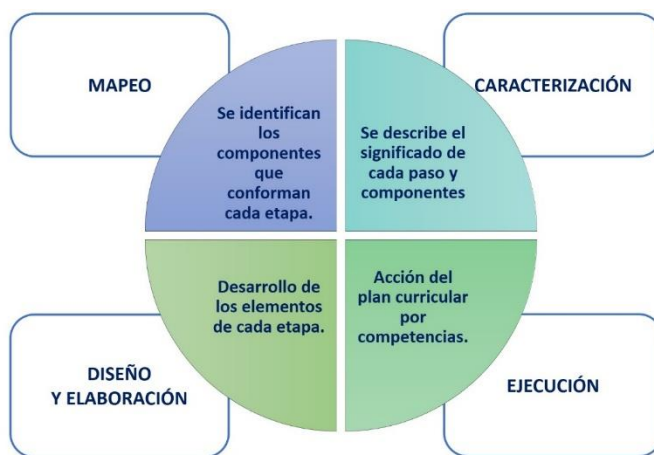 MAPEO
Se identifican
los
componentes
que
conforman
cada etapa.
CARACTERIZACIÓN
Se describe el
significado de
cada paso y
componentes
DISEÑO
Y ELABORACIÓN
Desarrollo de
los elementos
de cada etapa.
EJECUCIÓN
Acción del
plan curricular
por
competencias.